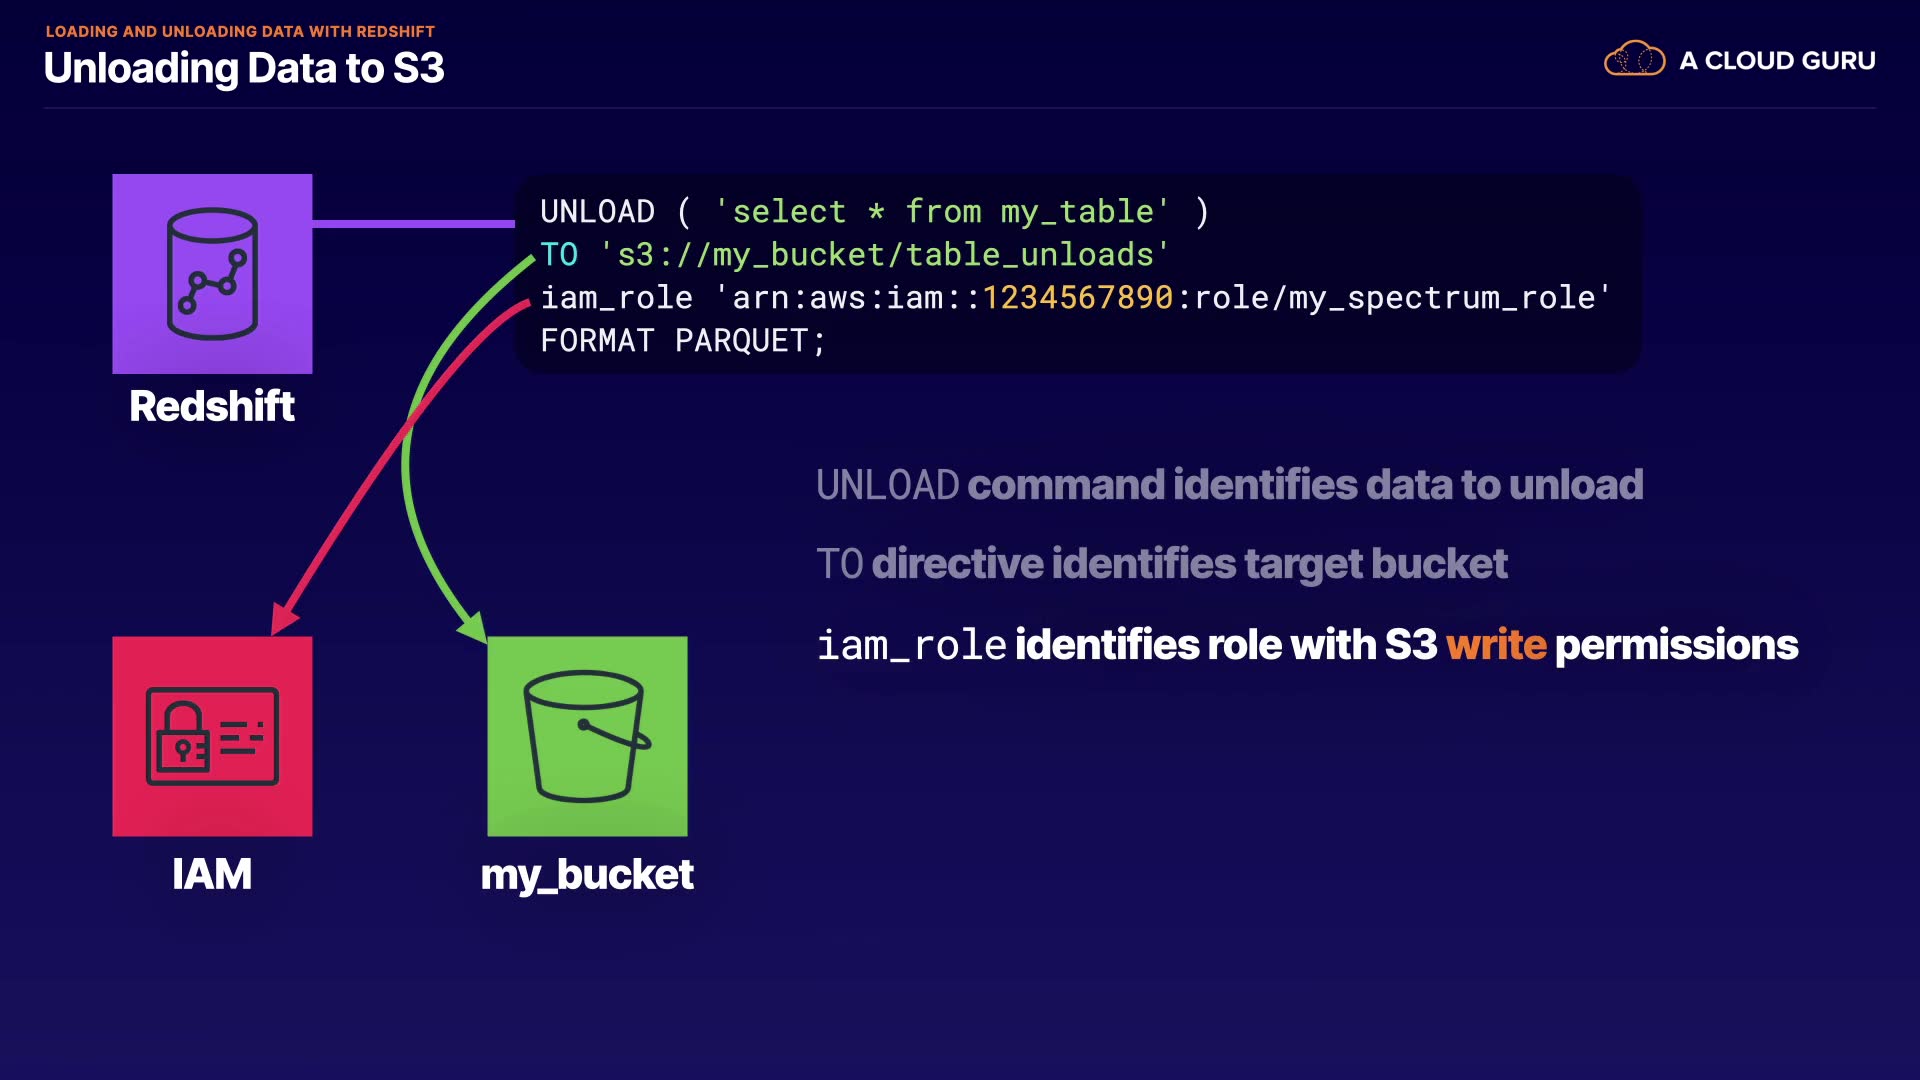 LOADING AND UNLOADING DATA WITH REDSHIFT
Unloading Data to S3
A CLOUD GURU
UNLOAD ( 'select * from my_table' )
TO 's3://my_bucket/table_unloads'
iam_role 'arn:aws:iam::1234567890:role/my_spectrum_role'
FORMAT PARQUET;
Redshift
UNLOAD command identifies data to unload
TO directive identifies target bucket
iam_role identifies role with S3 write permissions
IAM
my_bucket